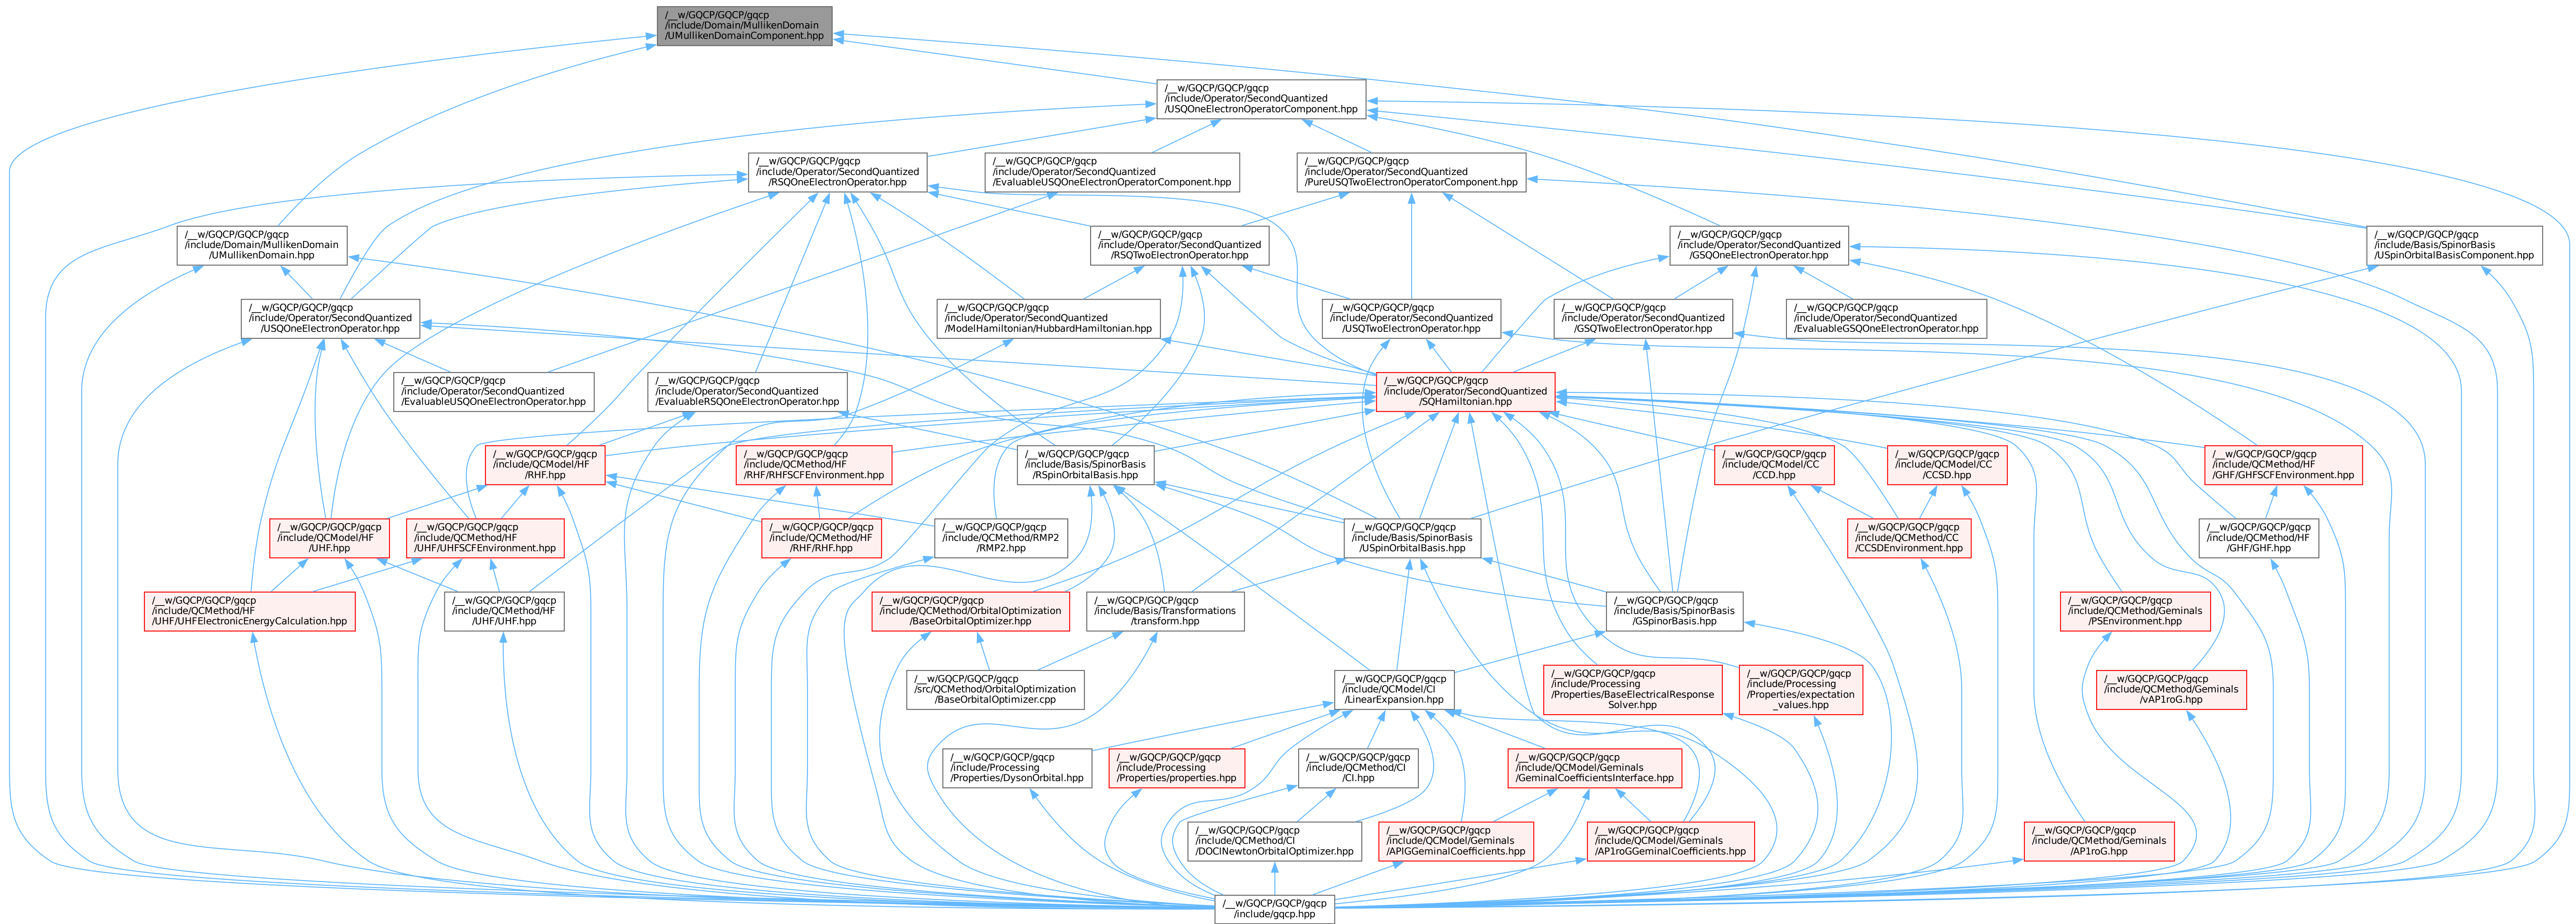 /__w/GQCP/GQCP/gqcp
/include/Domain/MullikenDomain
/UMullikenDomainComponent.hpp
/__w/GQCP/GQCP/gqcp
/include/Operator/SecondQuantized
/USQOneElectronOperatorComponent.hpp
/__w/GQCP/GQCP/gqcp
/include/Operator/SecondQuantized
/RSQOneElectronOperator.hpp
/__w/GQCP/GQCP/gqcp
/include/Operator/SecondQuantized
/EvaluableUSQOneElectronOperatorComponent.hpp
/__w/GQCP/GQCP/gqcp
/include/Operator/SecondQuantized
/PureUSQTwoElectronOperatorComponent.hpp
/__w/GQCP/GQCP/gqcp
/include/Domain/MullikenDomain
/UMullikenDomain.hpp
/__w/GQCP/GQCP/gqcp
/include/Operator/SecondQuantized
/RSQTwoElectronOperator.hpp
/__w/GQCP/GQCP/gqcp
/include/Operator/SecondQuantized
/GSQOneElectronOperator.hpp
/__w/GQCP/GQCP/gqcp
/include/Basis/SpinorBasis
/USpinOrbitalBasisComponent.hpp
/__w/GQCP/GQCP/gqcp
/include/Operator/SecondQuantized
/USQOneElectronOperator.hpp
/__w/GQCP/GQCP/gqcp
/include/Operator/SecondQuantized
/ModelHamiltonian/HubbardHamiltonian.hpp
/__w/GQCP/GQCP/gqcp
/include/Operator/SecondQuantized
/USQTwoElectronOperator.hpp
/__w/GQCP/GQCP/gqcp
/include/Operator/SecondQuantized
/GSQTwoElectronOperator.hpp
/__w/GQCP/GQCP/gqcp
/include/Operator/SecondQuantized
/EvaluableGSQOneElectronOperator.hpp
/__w/GQCP/GQCP/gqcp
/include/Operator/SecondQuantized
/EvaluableUSQOneElectronOperator.hpp
/__w/GQCP/GQCP/gqcp
/include/Operator/SecondQuantized
/EvaluableRSQOneElectronOperator.hpp
/__w/GQCP/GQCP/gqcp
/include/Operator/SecondQuantized
/SQHamiltonian.hpp
/__w/GQCP/GQCP/gqcp
/include/QCModel/HF
/RHF.hpp
/__w/GQCP/GQCP/gqcp
/include/QCMethod/HF
/RHF/RHFSCFEnvironment.hpp
/__w/GQCP/GQCP/gqcp
/include/Basis/SpinorBasis
/RSpinOrbitalBasis.hpp
/__w/GQCP/GQCP/gqcp
/include/QCModel/CC
/CCD.hpp
/__w/GQCP/GQCP/gqcp
/include/QCModel/CC
/CCSD.hpp
/__w/GQCP/GQCP/gqcp
/include/QCMethod/HF
/GHF/GHFSCFEnvironment.hpp
/__w/GQCP/GQCP/gqcp
/include/QCModel/HF
/UHF.hpp
/__w/GQCP/GQCP/gqcp
/include/QCMethod/HF
/UHF/UHFSCFEnvironment.hpp
/__w/GQCP/GQCP/gqcp
/include/QCMethod/HF
/RHF/RHF.hpp
/__w/GQCP/GQCP/gqcp
/include/QCMethod/RMP2
/RMP2.hpp
/__w/GQCP/GQCP/gqcp
/include/Basis/SpinorBasis
/USpinOrbitalBasis.hpp
/__w/GQCP/GQCP/gqcp
/include/QCMethod/CC
/CCSDEnvironment.hpp
/__w/GQCP/GQCP/gqcp
/include/QCMethod/HF
/GHF/GHF.hpp
/__w/GQCP/GQCP/gqcp
/include/QCMethod/HF
/UHF/UHFElectronicEnergyCalculation.hpp
/__w/GQCP/GQCP/gqcp
/include/QCMethod/HF
/UHF/UHF.hpp
/__w/GQCP/GQCP/gqcp
/include/QCMethod/OrbitalOptimization
/BaseOrbitalOptimizer.hpp
/__w/GQCP/GQCP/gqcp
/include/Basis/Transformations
/transform.hpp
/__w/GQCP/GQCP/gqcp
/include/Basis/SpinorBasis
/GSpinorBasis.hpp
/__w/GQCP/GQCP/gqcp
/include/QCMethod/Geminals
/PSEnvironment.hpp
/__w/GQCP/GQCP/gqcp
/src/QCMethod/OrbitalOptimization
/BaseOrbitalOptimizer.cpp
/__w/GQCP/GQCP/gqcp
/include/QCModel/CI
/LinearExpansion.hpp
/__w/GQCP/GQCP/gqcp
/include/Processing
/Properties/BaseElectricalResponse
Solver.hpp
/__w/GQCP/GQCP/gqcp
/include/Processing
/Properties/expectation
_values.hpp
/__w/GQCP/GQCP/gqcp
/include/QCMethod/Geminals
/vAP1roG.hpp
/__w/GQCP/GQCP/gqcp
/include/Processing
/Properties/DysonOrbital.hpp
/__w/GQCP/GQCP/gqcp
/include/Processing
/Properties/properties.hpp
/__w/GQCP/GQCP/gqcp
/include/QCMethod/CI
/CI.hpp
/__w/GQCP/GQCP/gqcp
/include/QCModel/Geminals
/GeminalCoefficientsInterface.hpp
/__w/GQCP/GQCP/gqcp
/include/QCMethod/CI
/DOCINewtonOrbitalOptimizer.hpp
/__w/GQCP/GQCP/gqcp
/include/QCModel/Geminals
/APIGGeminalCoefficients.hpp
/__w/GQCP/GQCP/gqcp
/include/QCModel/Geminals
/AP1roGGeminalCoefficients.hpp
/__w/GQCP/GQCP/gqcp
/include/QCMethod/Geminals
/AP1roG.hpp
/__w/GQCP/GQCP/gqcp
/include/gqcp.hpp